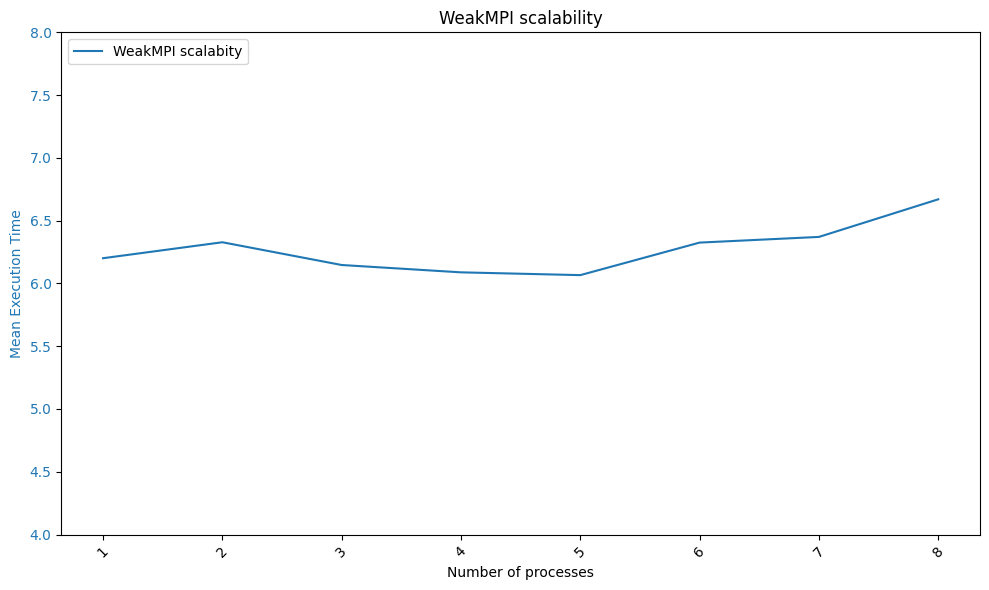 WeakMPI scalability
WeakMPI scalabity
8.0
7.5
7.0
6.5
6.0
5.5
5.0
4.5
4.0
Mean Execution Time
1 2 3 4 5 6 7 8
Number of processes